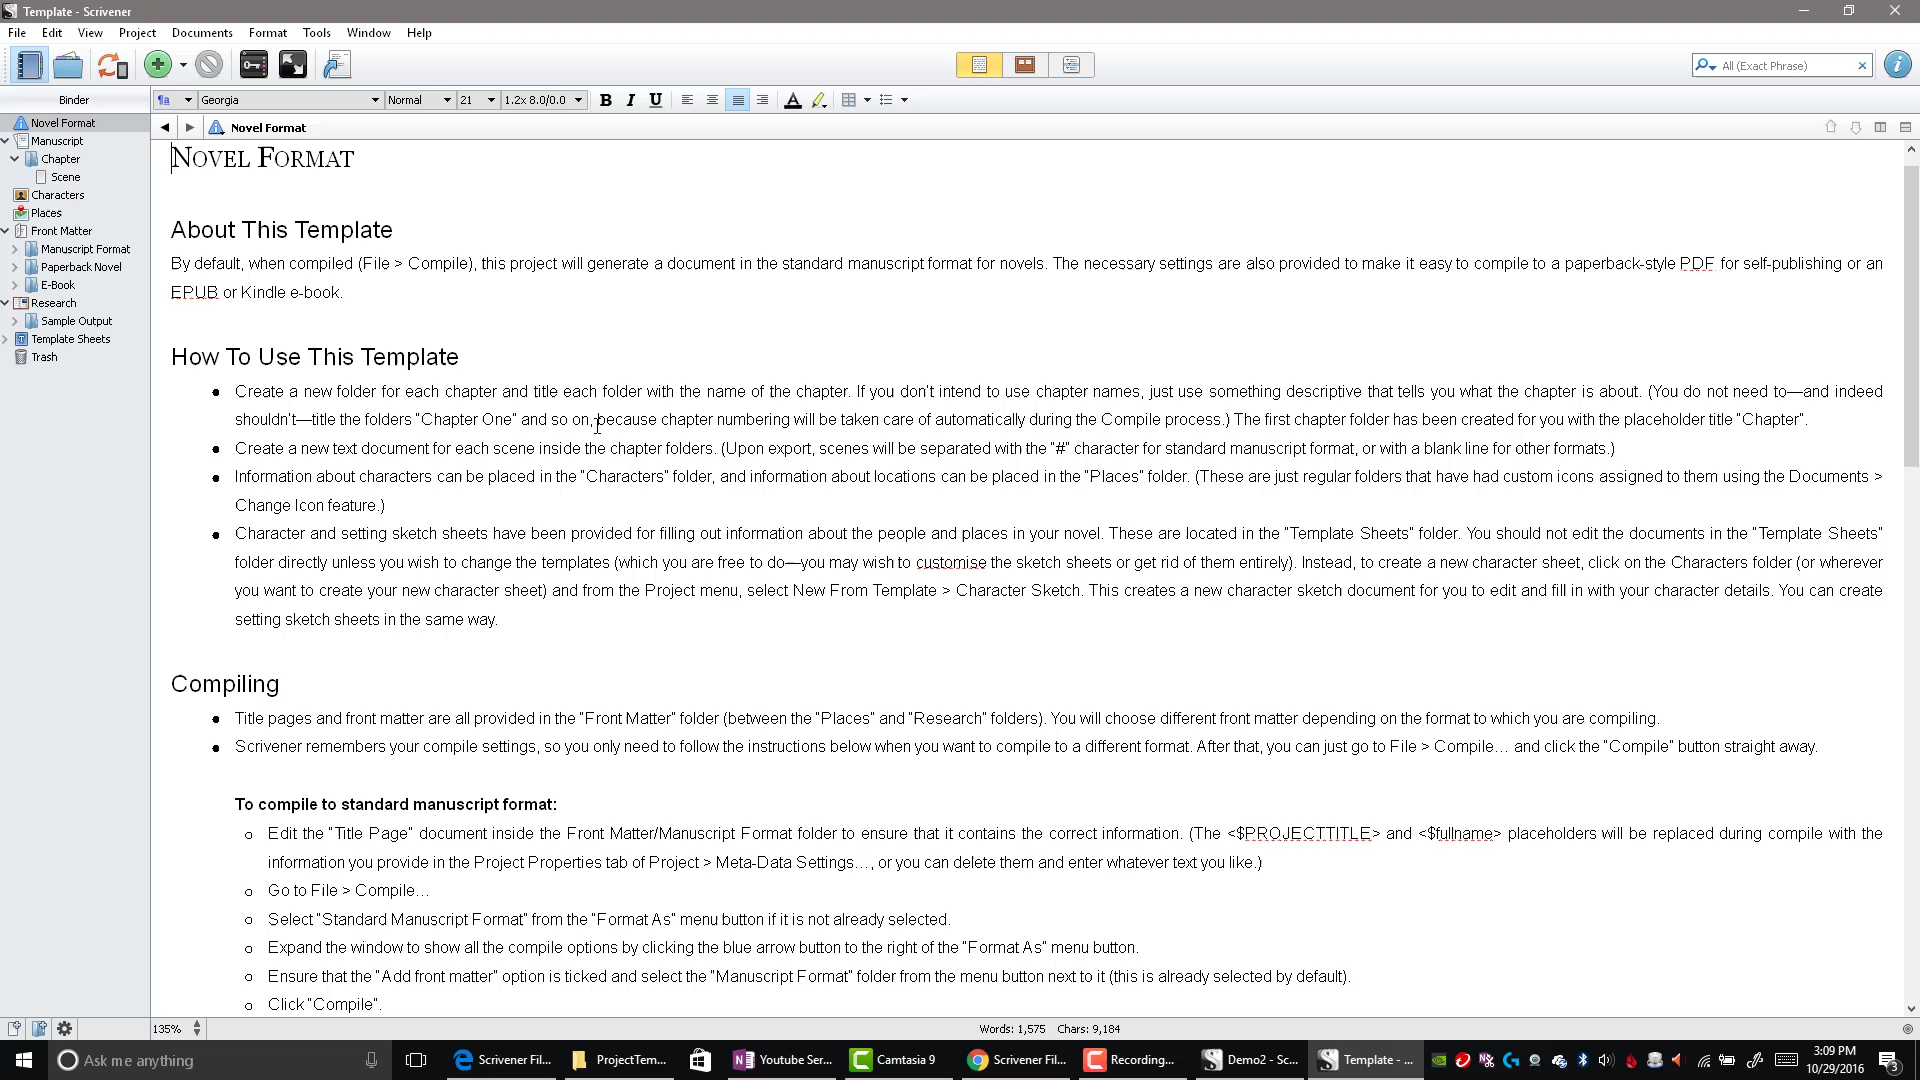 Template - Scrivener
File Edit View Project Documents Format Tools Window Help
All (Exact Phrase)
Binder
Georgia Normal 21 1.2x 8.0/0.0 B I U A
Novel Format
Manuscript
Chapter
Scene
Characters
Places
Front Matter
Manuscript Format
Paperback Novel
E-Book
Research
Sample Output
Template Sheets
Trash
Novel Format
NOVEL FORMAT
About This Template
By default, when compiled (File > Compile), this project will generate a document in the standard manuscript format for novels. The necessary settings are also provided to make it easy to compile to a paperback-style PDF for self-publishing or an
EPUB or Kindle e-book.
How To Use This Template
● Create a new folder for each chapter and title each folder with the name of the chapter. If you don't intend to use chapter names, just use something descriptive that tells you what the chapter is about. (You do not need to—and indeed
shouldn't—title the folders "Chapter One" and so on, because chapter numbering will be taken care of automatically during the Compile process.) The first chapter folder has been created for you with the placeholder title "Chapter".
● Create a new text document for each scene inside the chapter folders. (Upon export, scenes will be separated with the "#" character for standard manuscript format, or with a blank line for other formats.)
● Information about characters can be placed in the "Characters" folder, and information about locations can be placed in the "Places" folder. (These are just regular folders that have had custom icons assigned to them using the Documents >
Change Icon feature.)
● Character and setting sketch sheets have been provided for filling out information about the people and places in your novel. These are located in the "Template Sheets" folder. You should not edit the documents in the "Template Sheets"
folder directly unless you wish to change the templates (which you are free to do—you may wish to customise the sketch sheets or get rid of them entirely). Instead, to create a new character sheet, click on the Characters folder (or wherever
you want to create your new character sheet) and from the Project menu, select New From Template > Character Sketch. This creates a new character sketch document for you to edit and fill in with your character details. You can create
setting sketch sheets in the same way.
Compiling
● Title pages and front matter are all provided in the "Front Matter" folder (between the "Places" and "Research" folders). You will choose different front matter depending on the format to which you are compiling.
● Scrivener remembers your compile settings, so you only need to follow the instructions below when you want to compile to a different format. After that, you can just go to File > Compile… and click the "Compile" button straight away.
To compile to standard manuscript format:
o Edit the "Title Page" document inside the Front Matter/Manuscript Format folder to ensure that it contains the correct information. (The <$PROJECTTITLE> and <$fullname> placeholders will be replaced during compile with the
information you provide in the Project Properties tab of Project > Meta-Data Settings…, or you can delete them and enter whatever text you like.)
o Go to File > Compile…
o Select "Standard Manuscript Format" from the "Format As" menu button if it is not already selected.
o Expand the window to show all the compile options by clicking the blue arrow button to the right of the "Format As" menu button.
o Ensure that the "Add front matter" option is ticked and select the "Manuscript Format" folder from the menu button next to it (this is already selected by default).
o Click "Compile".
135% Words: 1,575 Chars: 9,184
Ask me anything Scrivener Fil... ProjectTem... Youtube Ser... Camtasia 9 Scrivener Fil... Recording... Demo2 - Sc... Template - ...
3:09 PM
10/29/2016
3